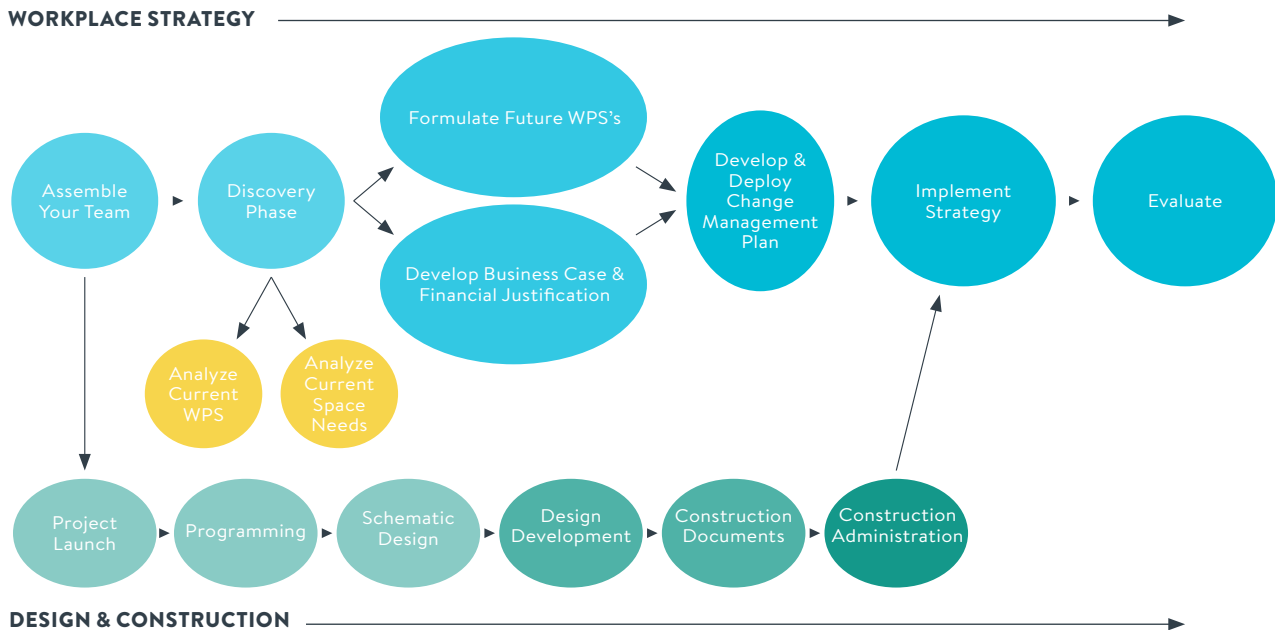 WORKPLACE STRATEGY
Assemble
Your Team
Discovery
Phase
Formulate Future WPS's
Develop Business Case &
Financial Justification
Develop &
Deploy
Change
Management
Plan
Implement
Strategy
Evaluate
Analyze
Current
WPS
Analyze
Current
Space
Needs
Project
Launch
Programming
Schematic
Design
Design
Development
Construction
Documents
Construction
Administration
DESIGN & CONSTRUCTION